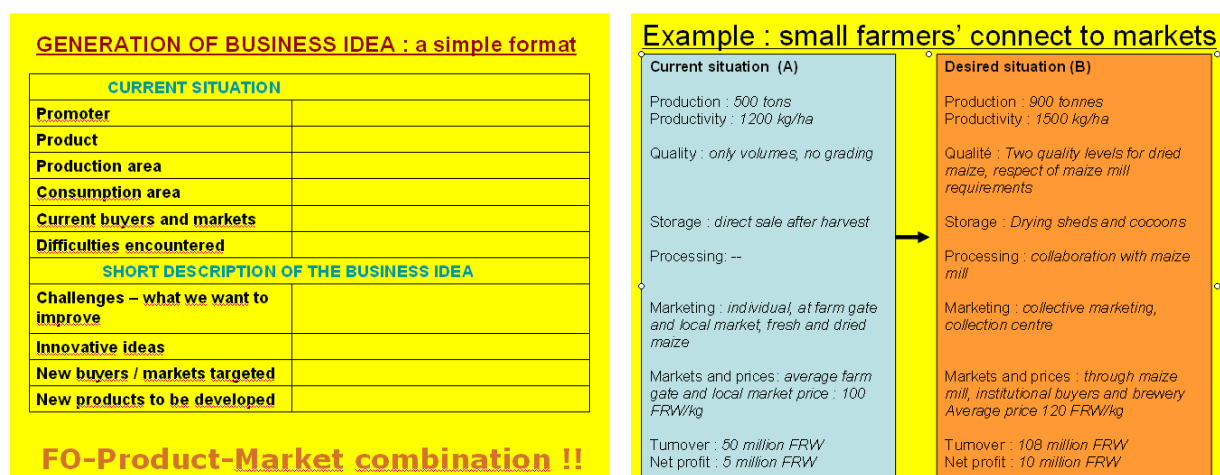 GENERATION OF BUSINESS IDEA : a simple format
CURRENT SITUATION
Promoter
Product
Production area
Consumption area
Current buyers and markets
Difficulties encountered
SHORT DESCRIPTION OF THE BUSINESS IDEA
Challenges – what we want to
improve
Innovative ideas
New buyers / markets targeted
New products to be developed
FO-Product-Market combination !!
Example : small farmers’ connect to markets
Current situation (A)
Production : 500 tons
Productivity : 1200 kg/ha
Quality : only volumes, no grading
Storage : direct sale after harvest
Processing: --
Marketing : individual, at farm gate
and local market, fresh and dried
maize
Markets and prices: average farm
gate and local market price : 100
FRW/kg
Turnover : 50 million FRW
Net profit : 5 million FRW
Desired situation (B)
Production : 900 tonnes
Productivity : 1500 kg/ha
Qualité : Two quality levels for dried
maize, respect of maize mill
requirements
Storage : Drying sheds and cocoons
Processing : collaboration with maize
mill
Marketing : collective marketing,
collection centre
Markets and prices : through maize
mill, institutional buyers and brewery
Average price 120 FRW/kg
Turnover : 108 million FRW
Net profit : 10 million FRW